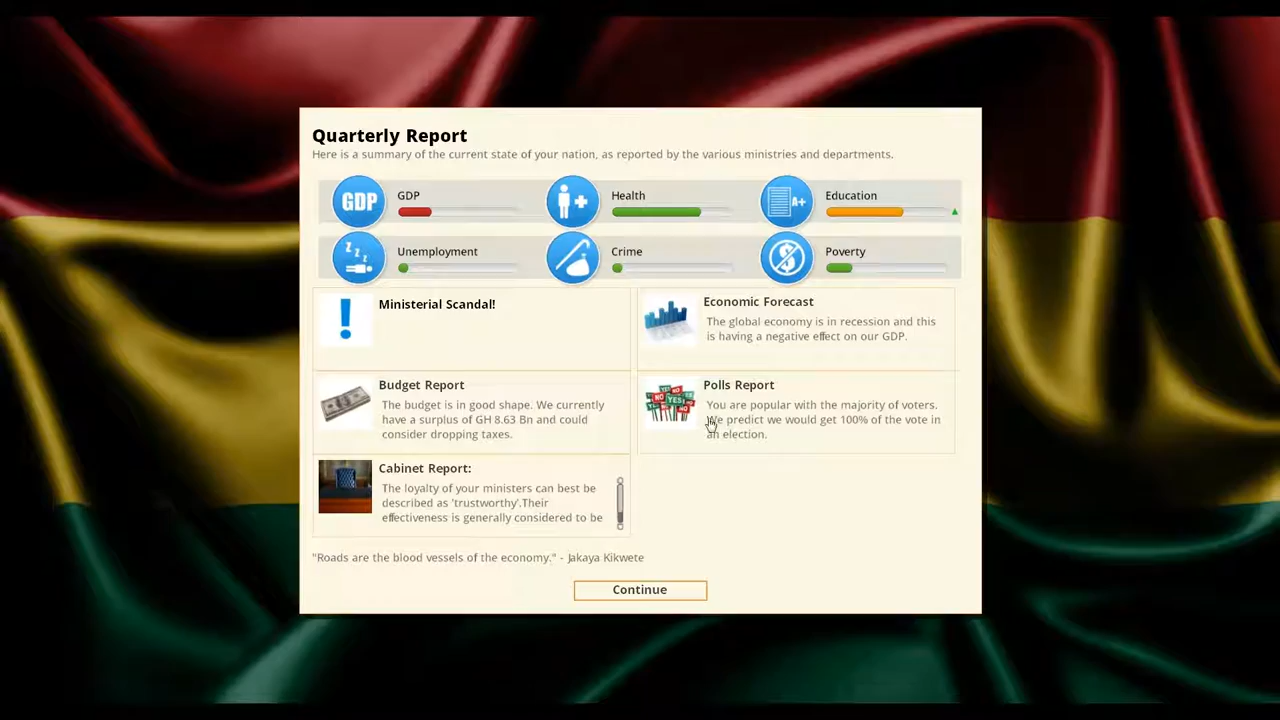 Quarterly Report
Here is a summary of the current state of your nation, as reported by the various ministries and departments.
GDP
GDP
Health
A+
Education
z z z
Unemployment
Crime
$
Poverty
Ministerial Scandal!
Economic Forecast
The global economy is in recession and this
is having a negative effect on our GDP.
Budget Report
The budget is in good shape. We currently
have a surplus of GH 8.63 Bn and could
consider dropping taxes.
YES NO YES NO
Polls Report
You are popular with the majority of voters.
We predict we would get 100% of the vote in
an election.
Cabinet Report:
The loyalty of your ministers can best be
described as 'trustworthy'.Their
effectiveness is generally considered to be
"Roads are the blood vessels of the economy." - Jakaya Kikwete
Continue